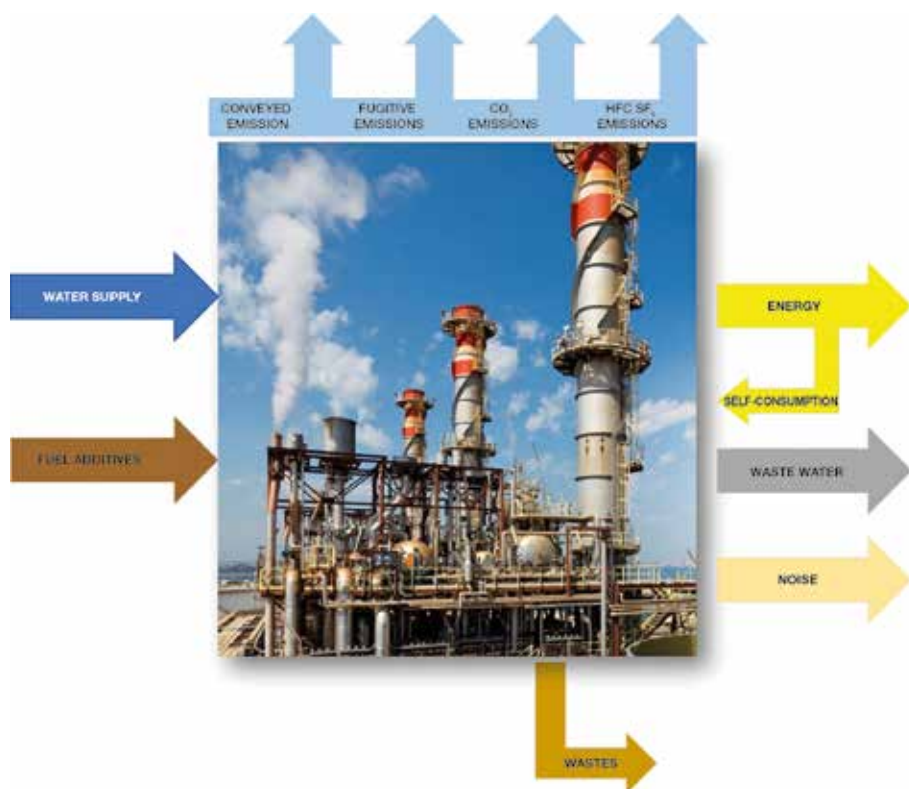 CONVEYED
EMISSION
FUGITIVE
EMISSIONS
CO₂
EMISSIONS
HFC SF₆
EMISSIONS
WATER SUPPLY
ENERGY
SELF-CONSUMPTION
FUEL ADDITIVES
WASTE WATER
NOISE
WASTES